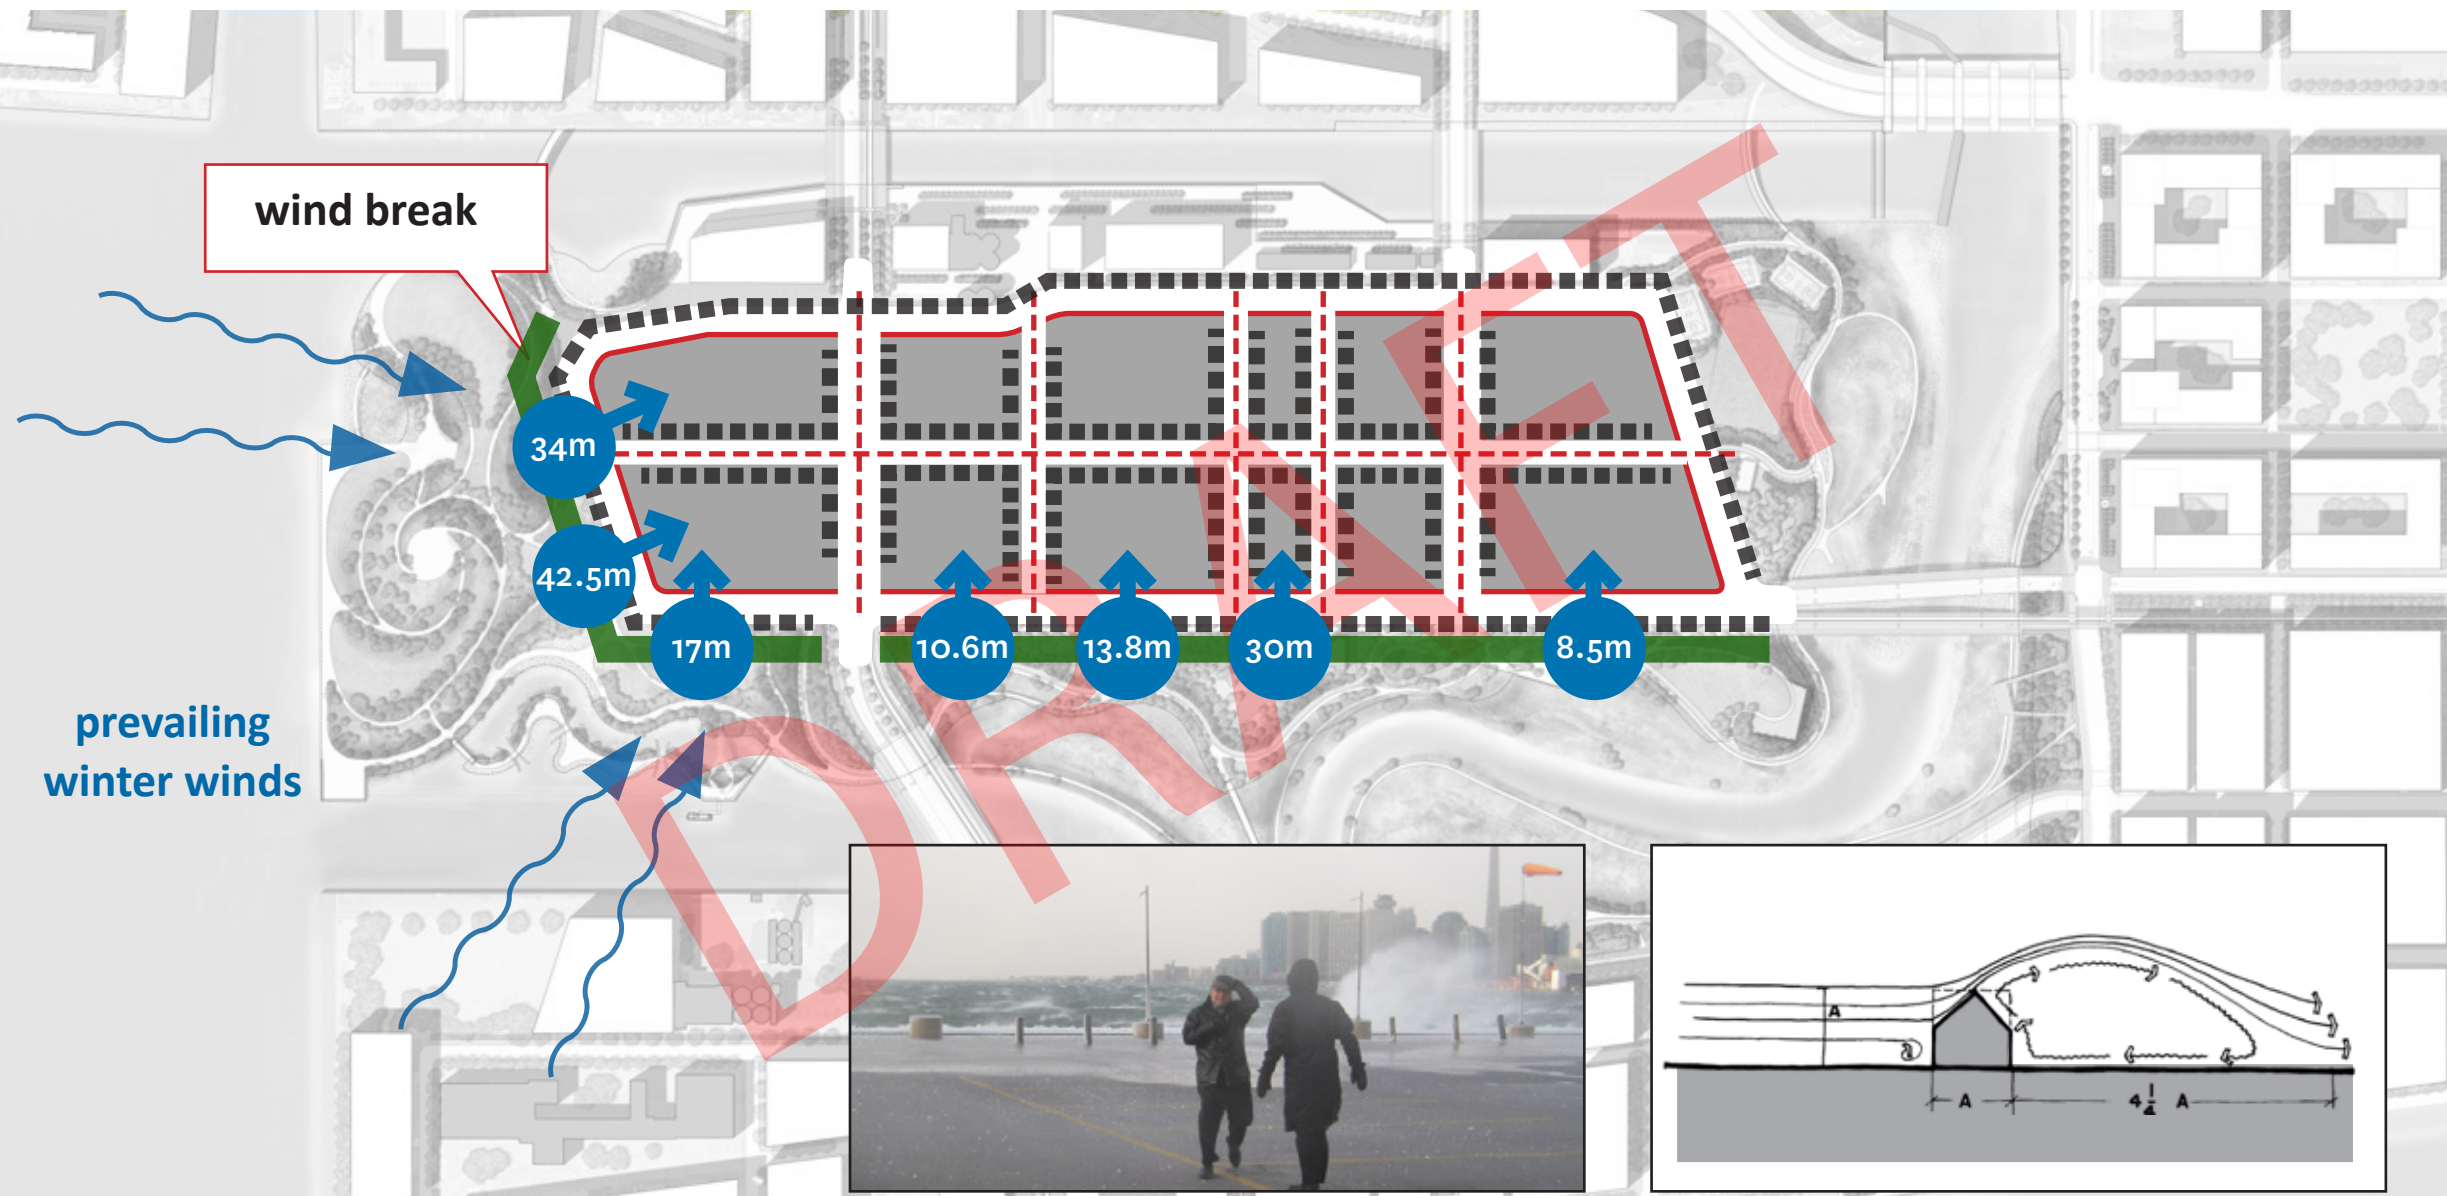 wind break
34m
42.5m
17m
10.6m
13.8m
30m
8.5m
prevailing
winter winds
DRAFT
A
A
4 1/4 A